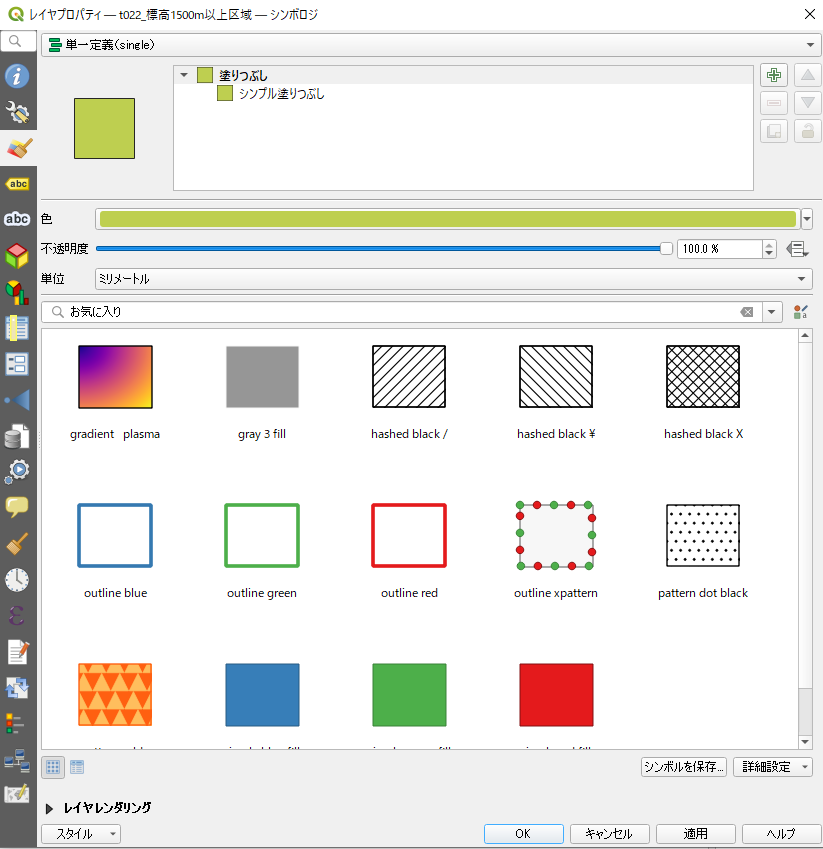 レイヤプロパティ — t022_標高1500m以上区域 — シンボロジ
単一定義(single)
塗りつぶし
シンプル塗りつぶし
abc
abc
色
不透明度
100.0 %
単位
ミリメートル
お気に入り
gradient plasma
gray 3 fill
hashed black /
hashed black ¥
hashed black X
outline blue
outline green
outline red
outline xpattern
pattern dot black
シンボルを保存...
詳細設定
レイヤレンダリング
スタイル
OK
キャンセル
適用
ヘルプ